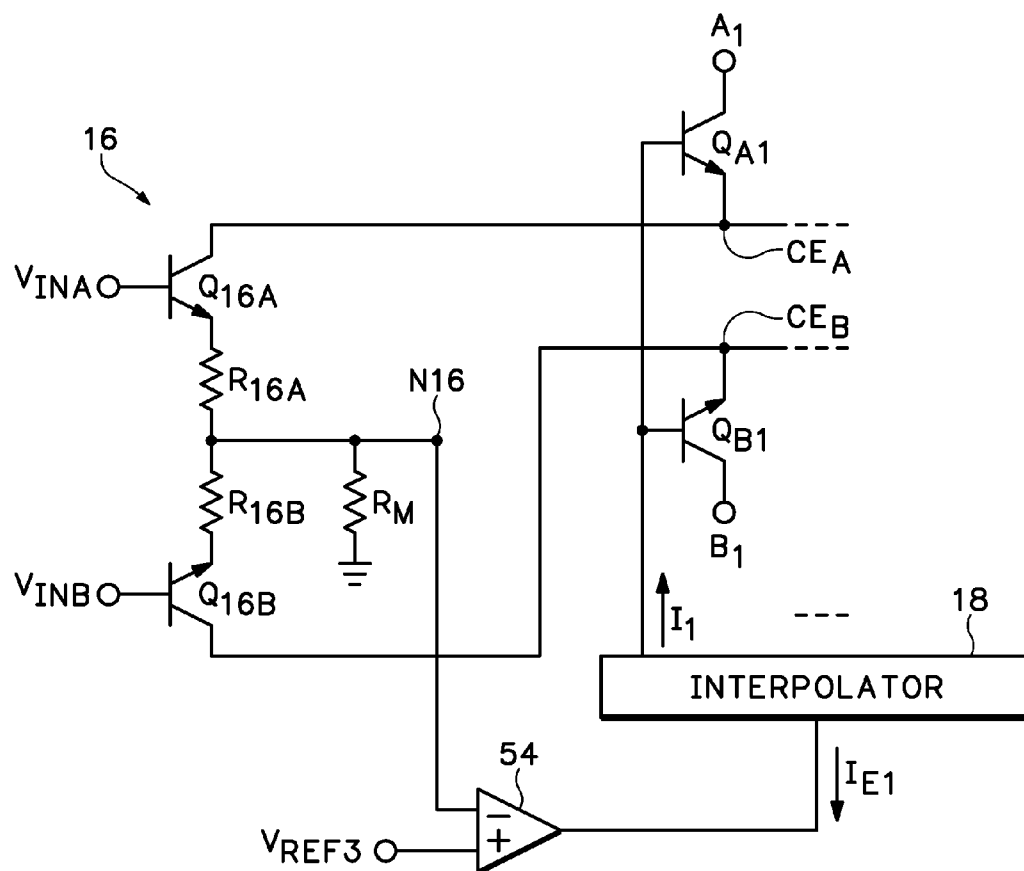 A1
16
QA1
VINA
Q16A
CEA
CEB
R16A
N16
QB1
R16B
RM
B1
VINB
Q16B
I1
18
INTERPOLATOR
54
IE1
−
+
VREF3